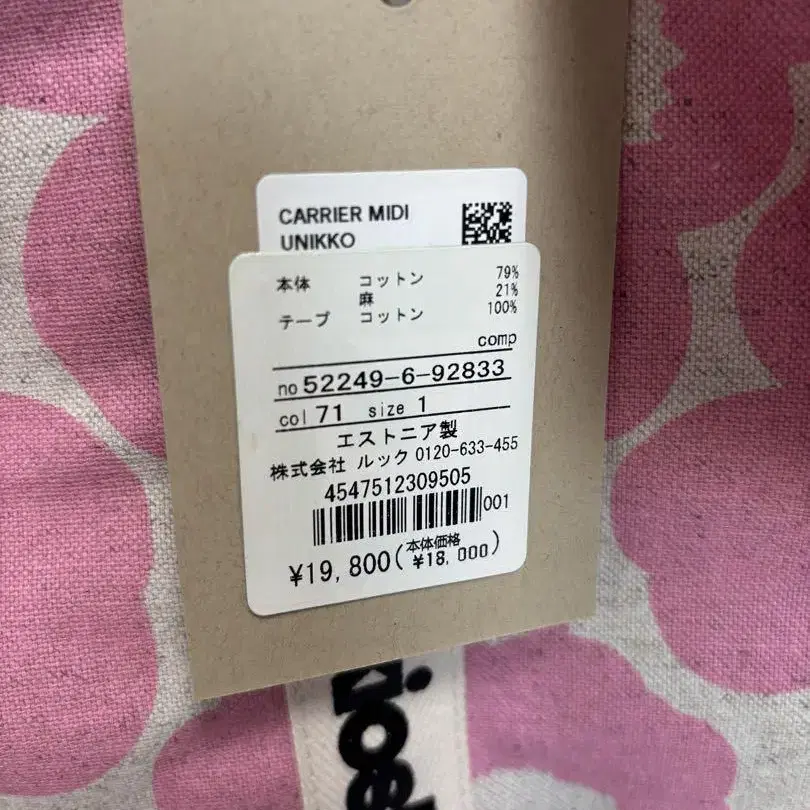 CARRIER MIDI
UNIKKO
本体 コットン 79%
麻 21%
テープ コットン 100%
comp
no 52249-6-92833
col 71 size 1
エストニア製
株式会社 ルック 0120-633-455
4547512309505
001
¥19,800(本体価格 ¥18,000)